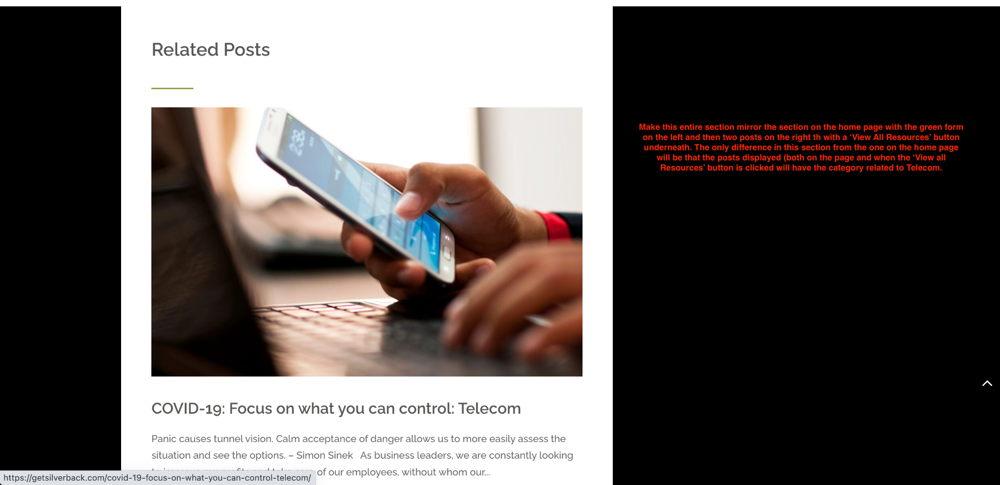 Related Posts
Make this entire section mirror the section on the home page with the green form
on the left and then two posts on the right th with a ‘View All Resources’ button
underneath. The only difference in this section from the one on the home page
will be that the posts displayed (both on the page and when the ‘View all
Resources’ button is clicked will have the category related to Telecom.
COVID-19: Focus on what you can control: Telecom
Panic causes tunnel vision. Calm acceptance of danger allows us to more easily assess the
situation and see the options. – Simon Sinek As business leaders, we are constantly looking
of our employees, without whom our...
https://getsilverback.com/covid-19-focus-on-what-you-can-control-telecom/